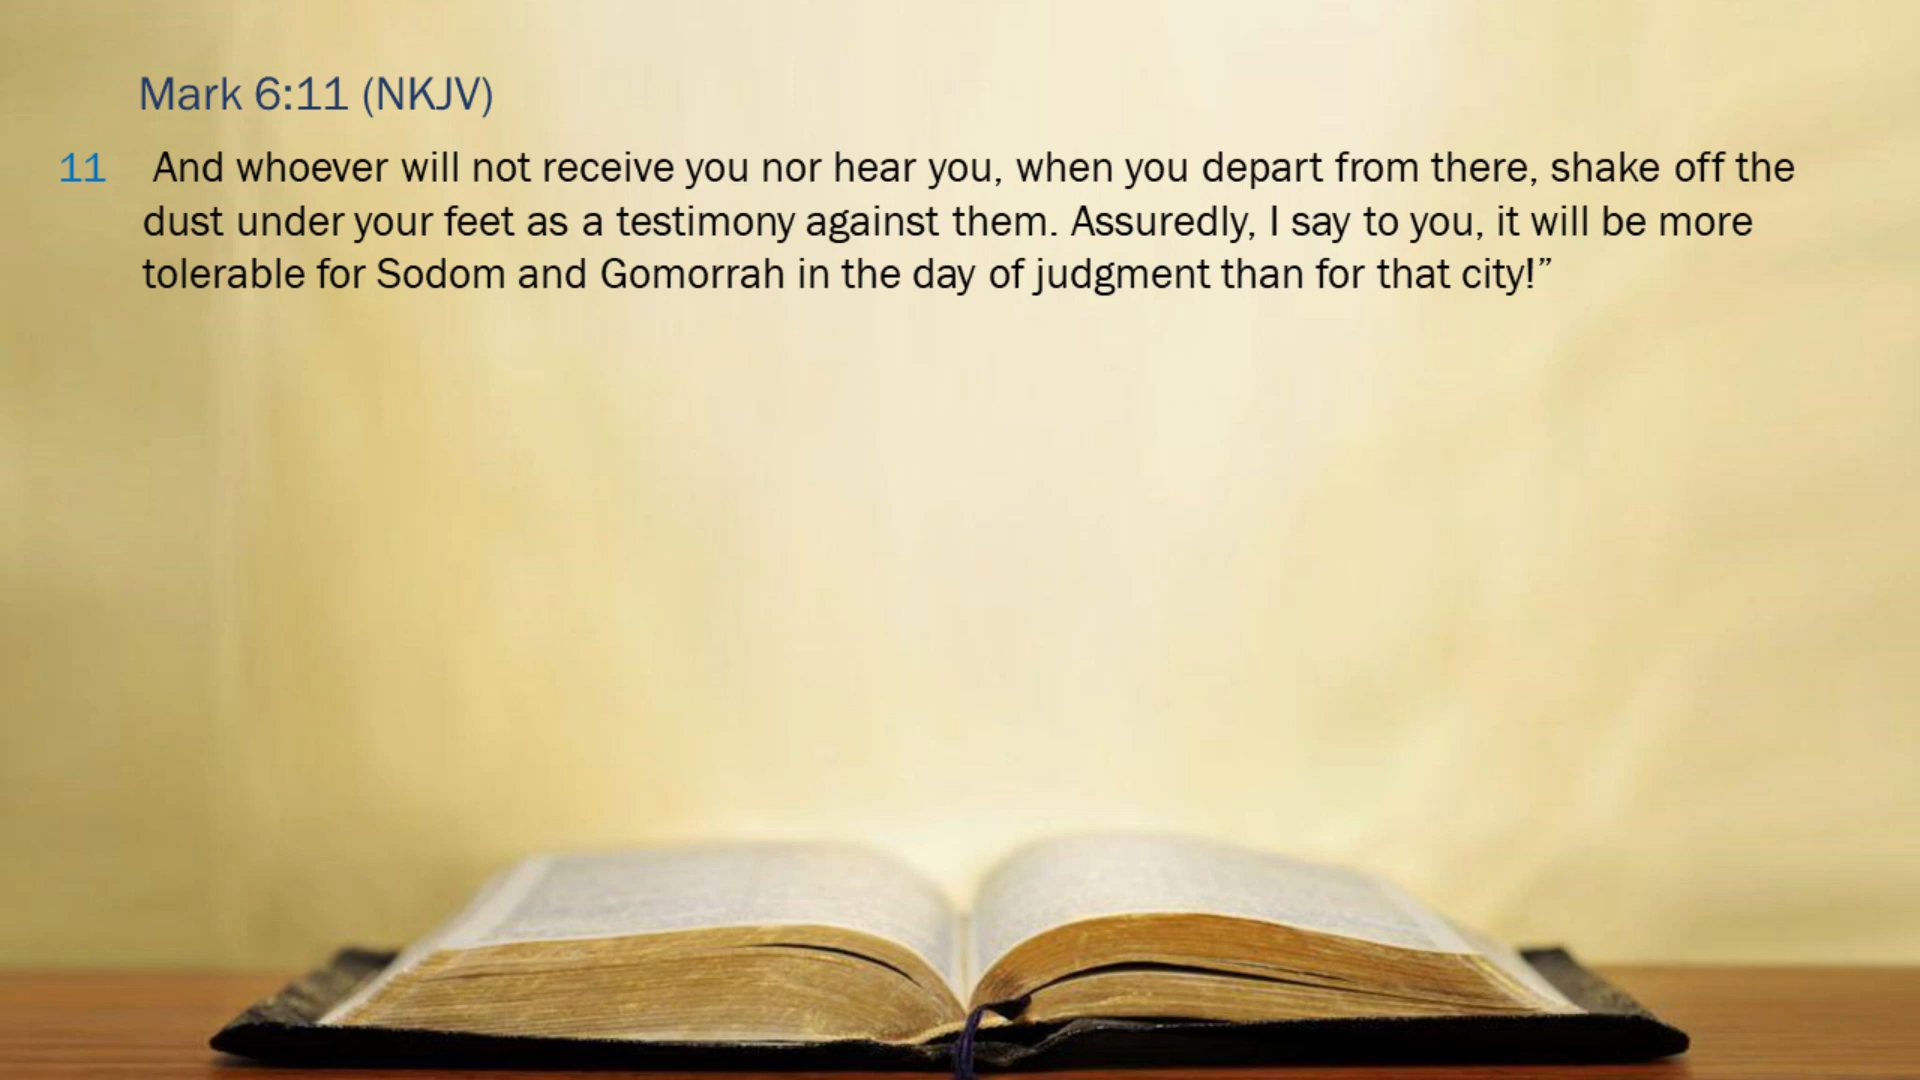 Mark 6:11 (NKJV)
11 And whoever will not receive you nor hear you, when you depart from there, shake off the
dust under your feet as a testimony against them. Assuredly, I say to you, it will be more
tolerable for Sodom and Gomorrah in the day of judgment than for that city!”